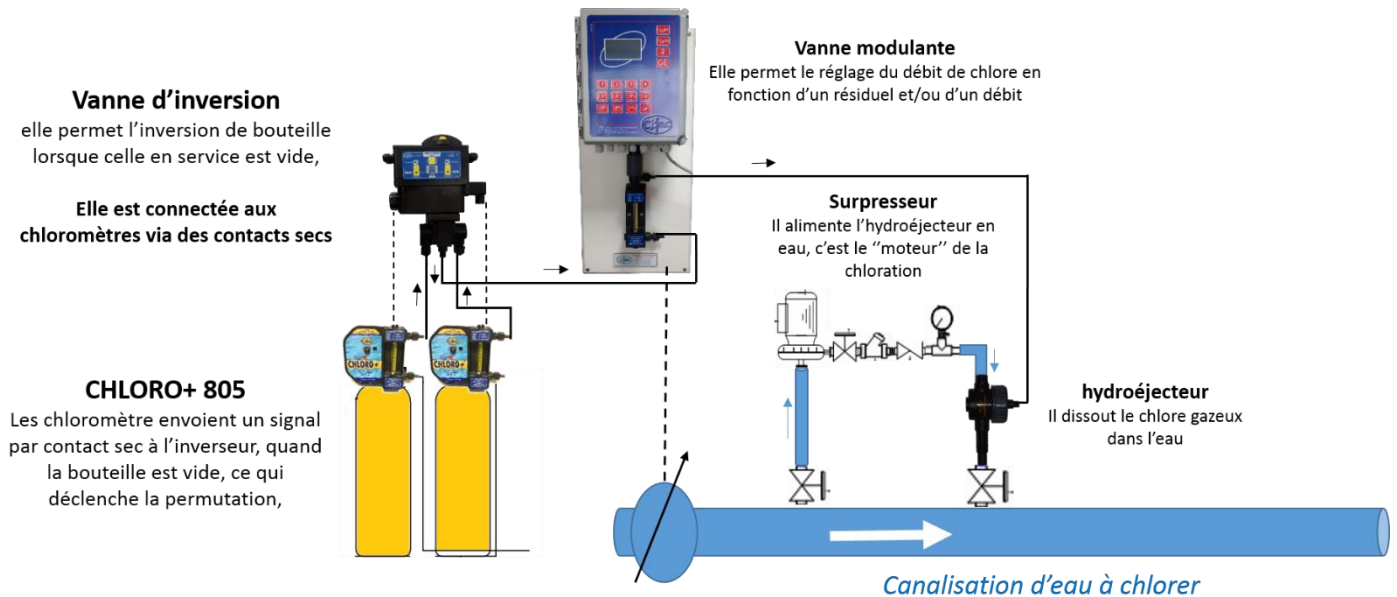 Vanne d’inversion
elle permet l’inversion de bouteille
lorsque celle en service est vide,
Elle est connectée aux
chloromètres via des contacts secs
CHLORO+ 805
Les chloromètre envoient un signal
par contact sec à l’inverseur, quand
la bouteille est vide, ce qui
déclenche la permutation,
CHLORO+
CHLORO+
Vanne modulante
Elle permet le réglage du débit de chlore en
fonction d’un résiduel et/ou d’un débit
Surpresseur
Il alimente l’hydroéjecteur en
eau, c’est le ‘’moteur’’ de la
chloration
hydroéjecteur
Il dissout le chlore gazeux
dans l’eau
Canalisation d’eau à chlorer